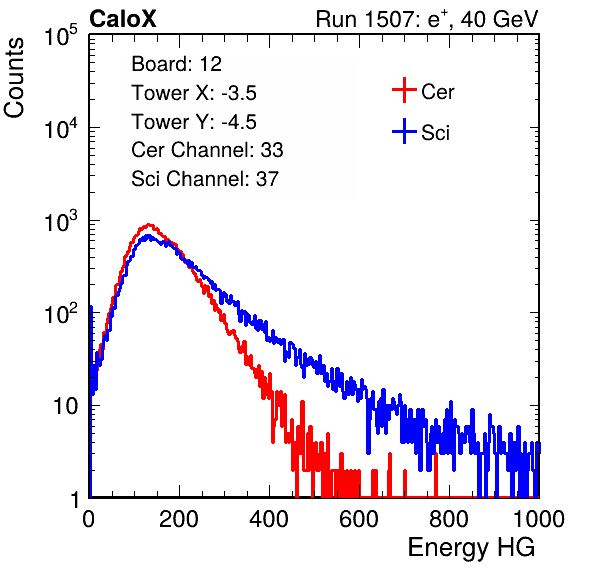 CaloX Run 1507: e⁺, 40 GeV
Counts
Board: 12
Tower X: -3.5
Tower Y: -4.5
Cer Channel: 33
Sci Channel: 37
Cer
Sci
10⁵
10⁴
10³
10²
10
1
0 200 400 600 800 1000
Energy HG